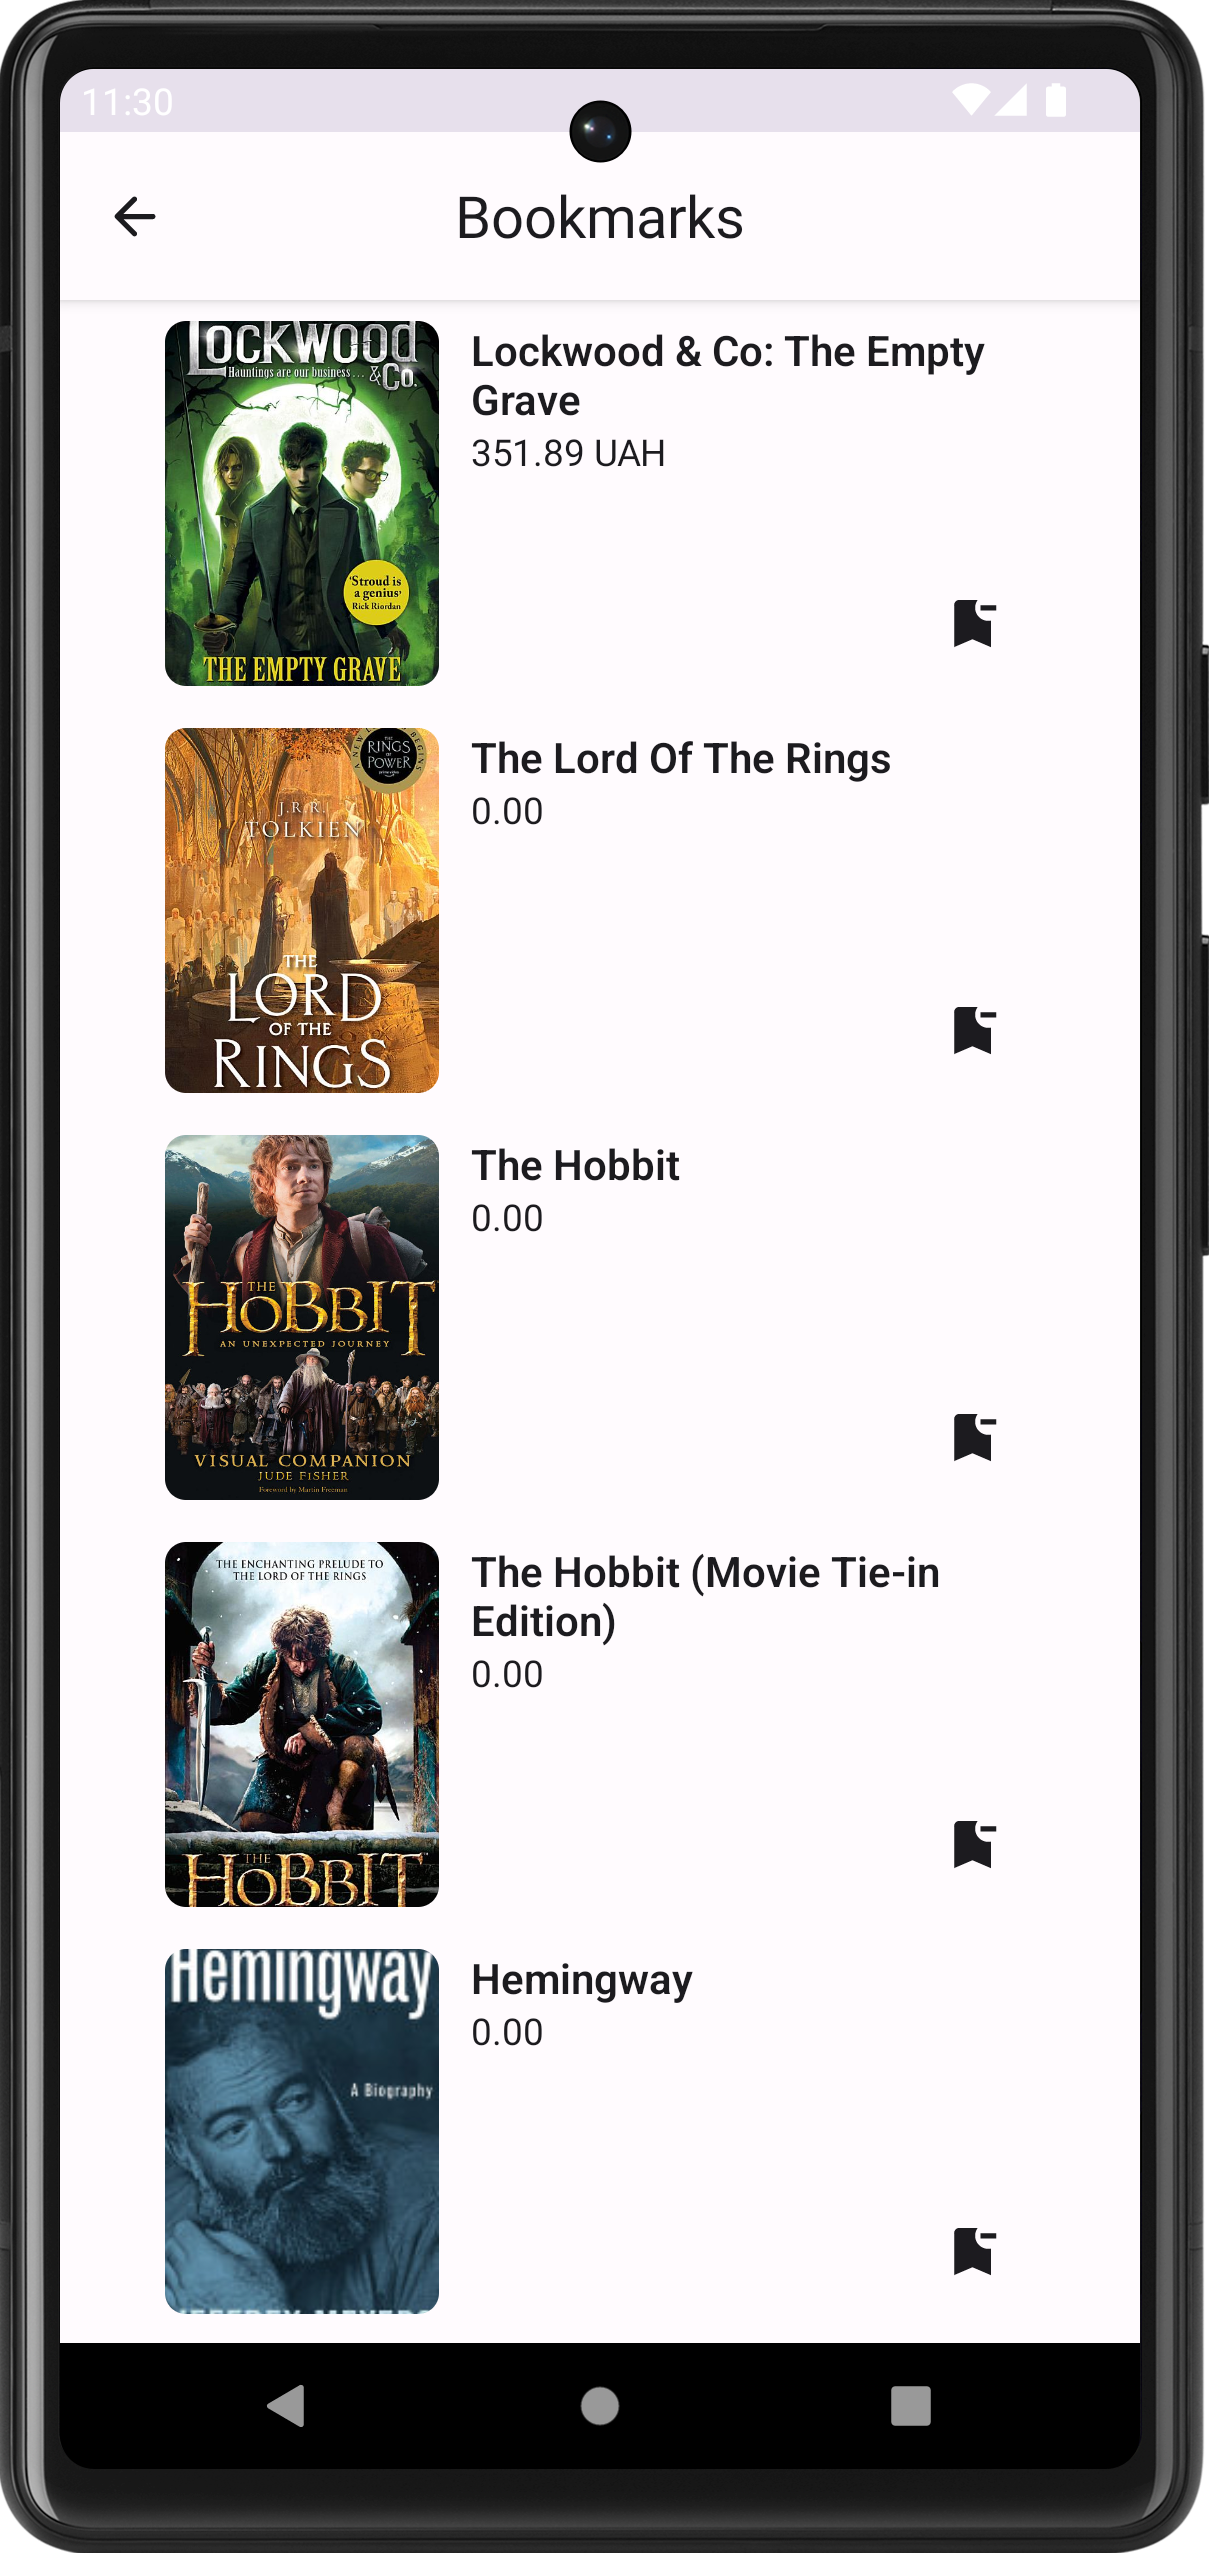 11:30
Bookmarks
LOCKWOOD
Hauntings are our business... & Co.
'Stroud is
a genius'
Rick Riordan
THE EMPTY GRAVE
Lockwood & Co: The Empty
Grave
351.89 UAH
THE
RINGS
OF
POWER
prime video
J.R.R.
TOLKIEN
THE
LORD
OF THE
RINGS
The Lord Of The Rings
0.00
THE
HOBBIT
AN UNEXPECTED JOURNEY
VISUAL COMPANION
JUDE FISHER
Foreword by Martin Freeman
The Hobbit
0.00
THE ENCHANTING PRELUDE TO
THE LORD OF THE RINGS
THE
HOBBIT
The Hobbit (Movie Tie-in
Edition)
0.00
Hemingway
A Biography
Hemingway
0.00